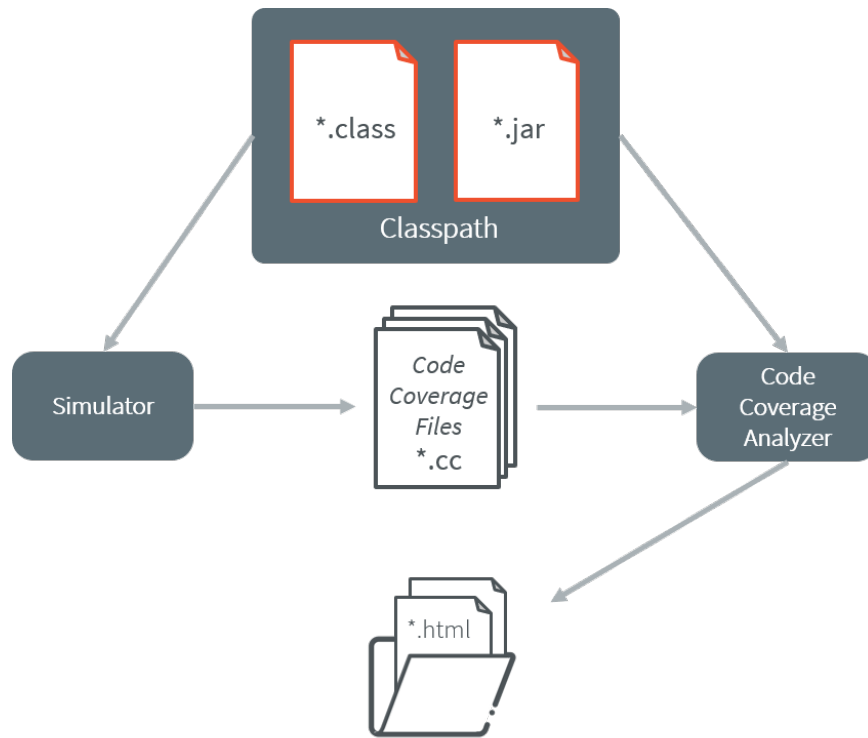 *.class
*.jar
Classpath
Simulator
Code
Coverage
Files
*.cc
Code
Coverage
Analyzer
*.html